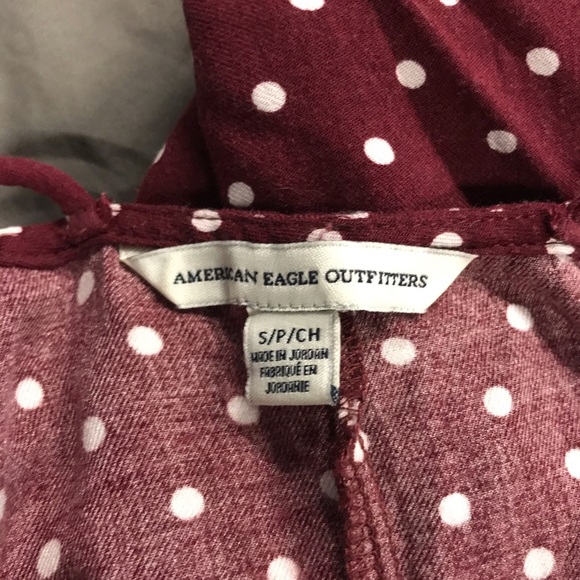 AMERICAN EAGLE OUTFITTERS
S/P/CH
MADE IN JORDAN
FABRIQUÉ EN
JORDANIE